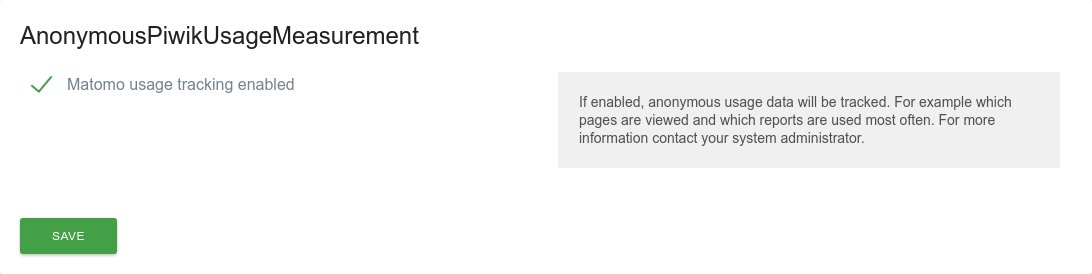 AnonymousPiwikUsageMeasurement
Matomo usage tracking enabled
If enabled, anonymous usage data will be tracked. For example which
pages are viewed and which reports are used most often. For more
information contact your system administrator.
SAVE